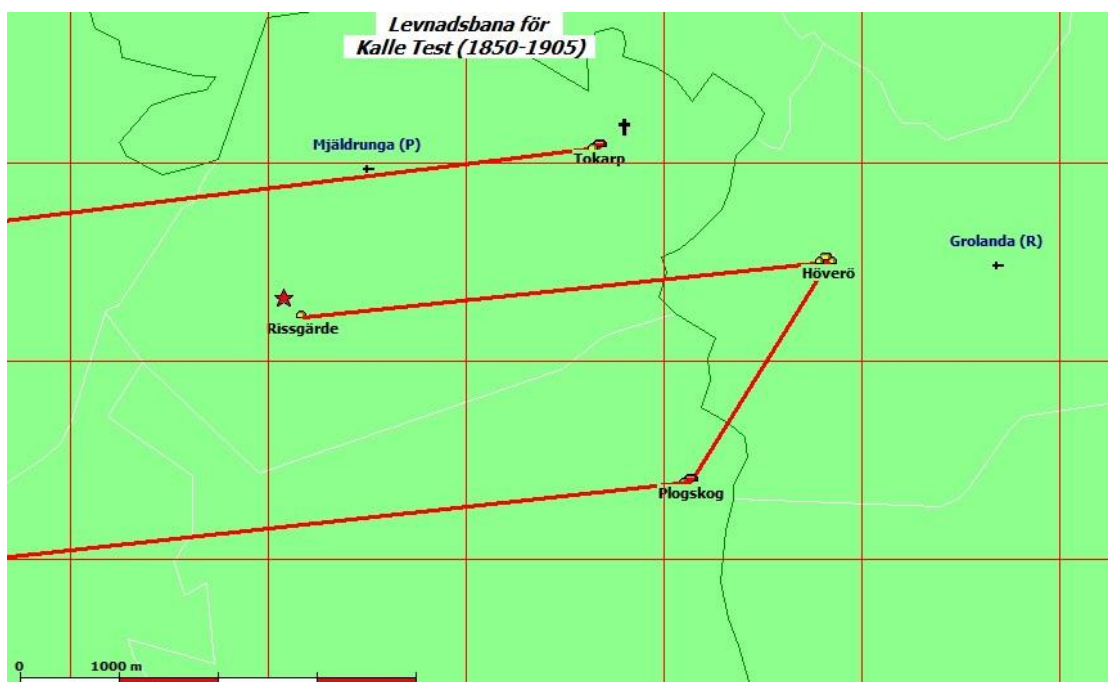 Levnadsbana för
Kalle Test (1850-1905)
Mjäldrunga (P)
Tokarp
Grolanda (R)
Höverö
Rissgärde
Plogskog
0 1000 m